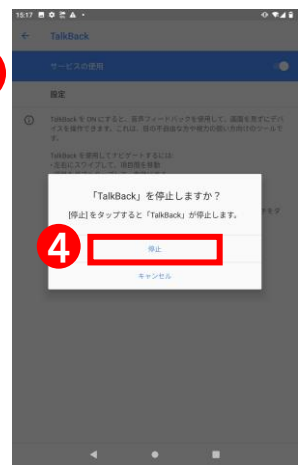 15:17
TalkBack
サービスの使用
設定
TalkBack を ON にすると、音声フィードバックを使用して、画面を見ずにデバ
イスを操作できます。これは、目の不自由な方や視力の弱い方向けのツールで
す。
TalkBack を使用してナビゲートするには:
・左右にスワイプして、項目間を移動
「TalkBack」を停止しますか？
[停止] をタップすると「TalkBack」が停止します。
4
停止
キャンセル